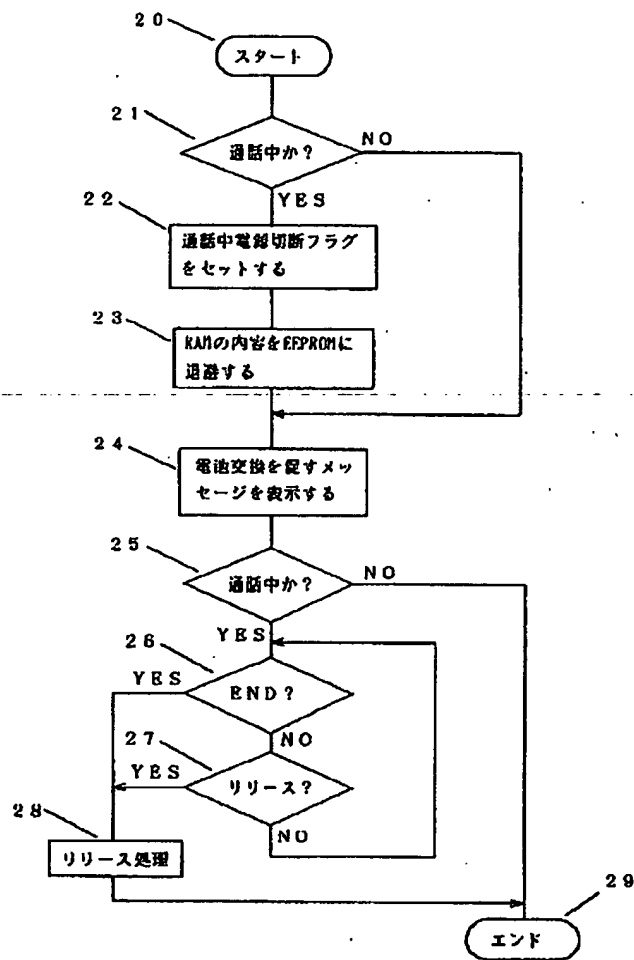 20
スタート
21
通話中か?
NO
YES
22
通話中電源切断フラグ
をセットする
23
RAMの内容をEEPROMに
退避する
24
電池交換を促すメッ
セージを表示する
25
通話中か?
NO
YES
26
YES
END?
NO
27
YES
リリース?
NO
28
リリース処理
29
エンド